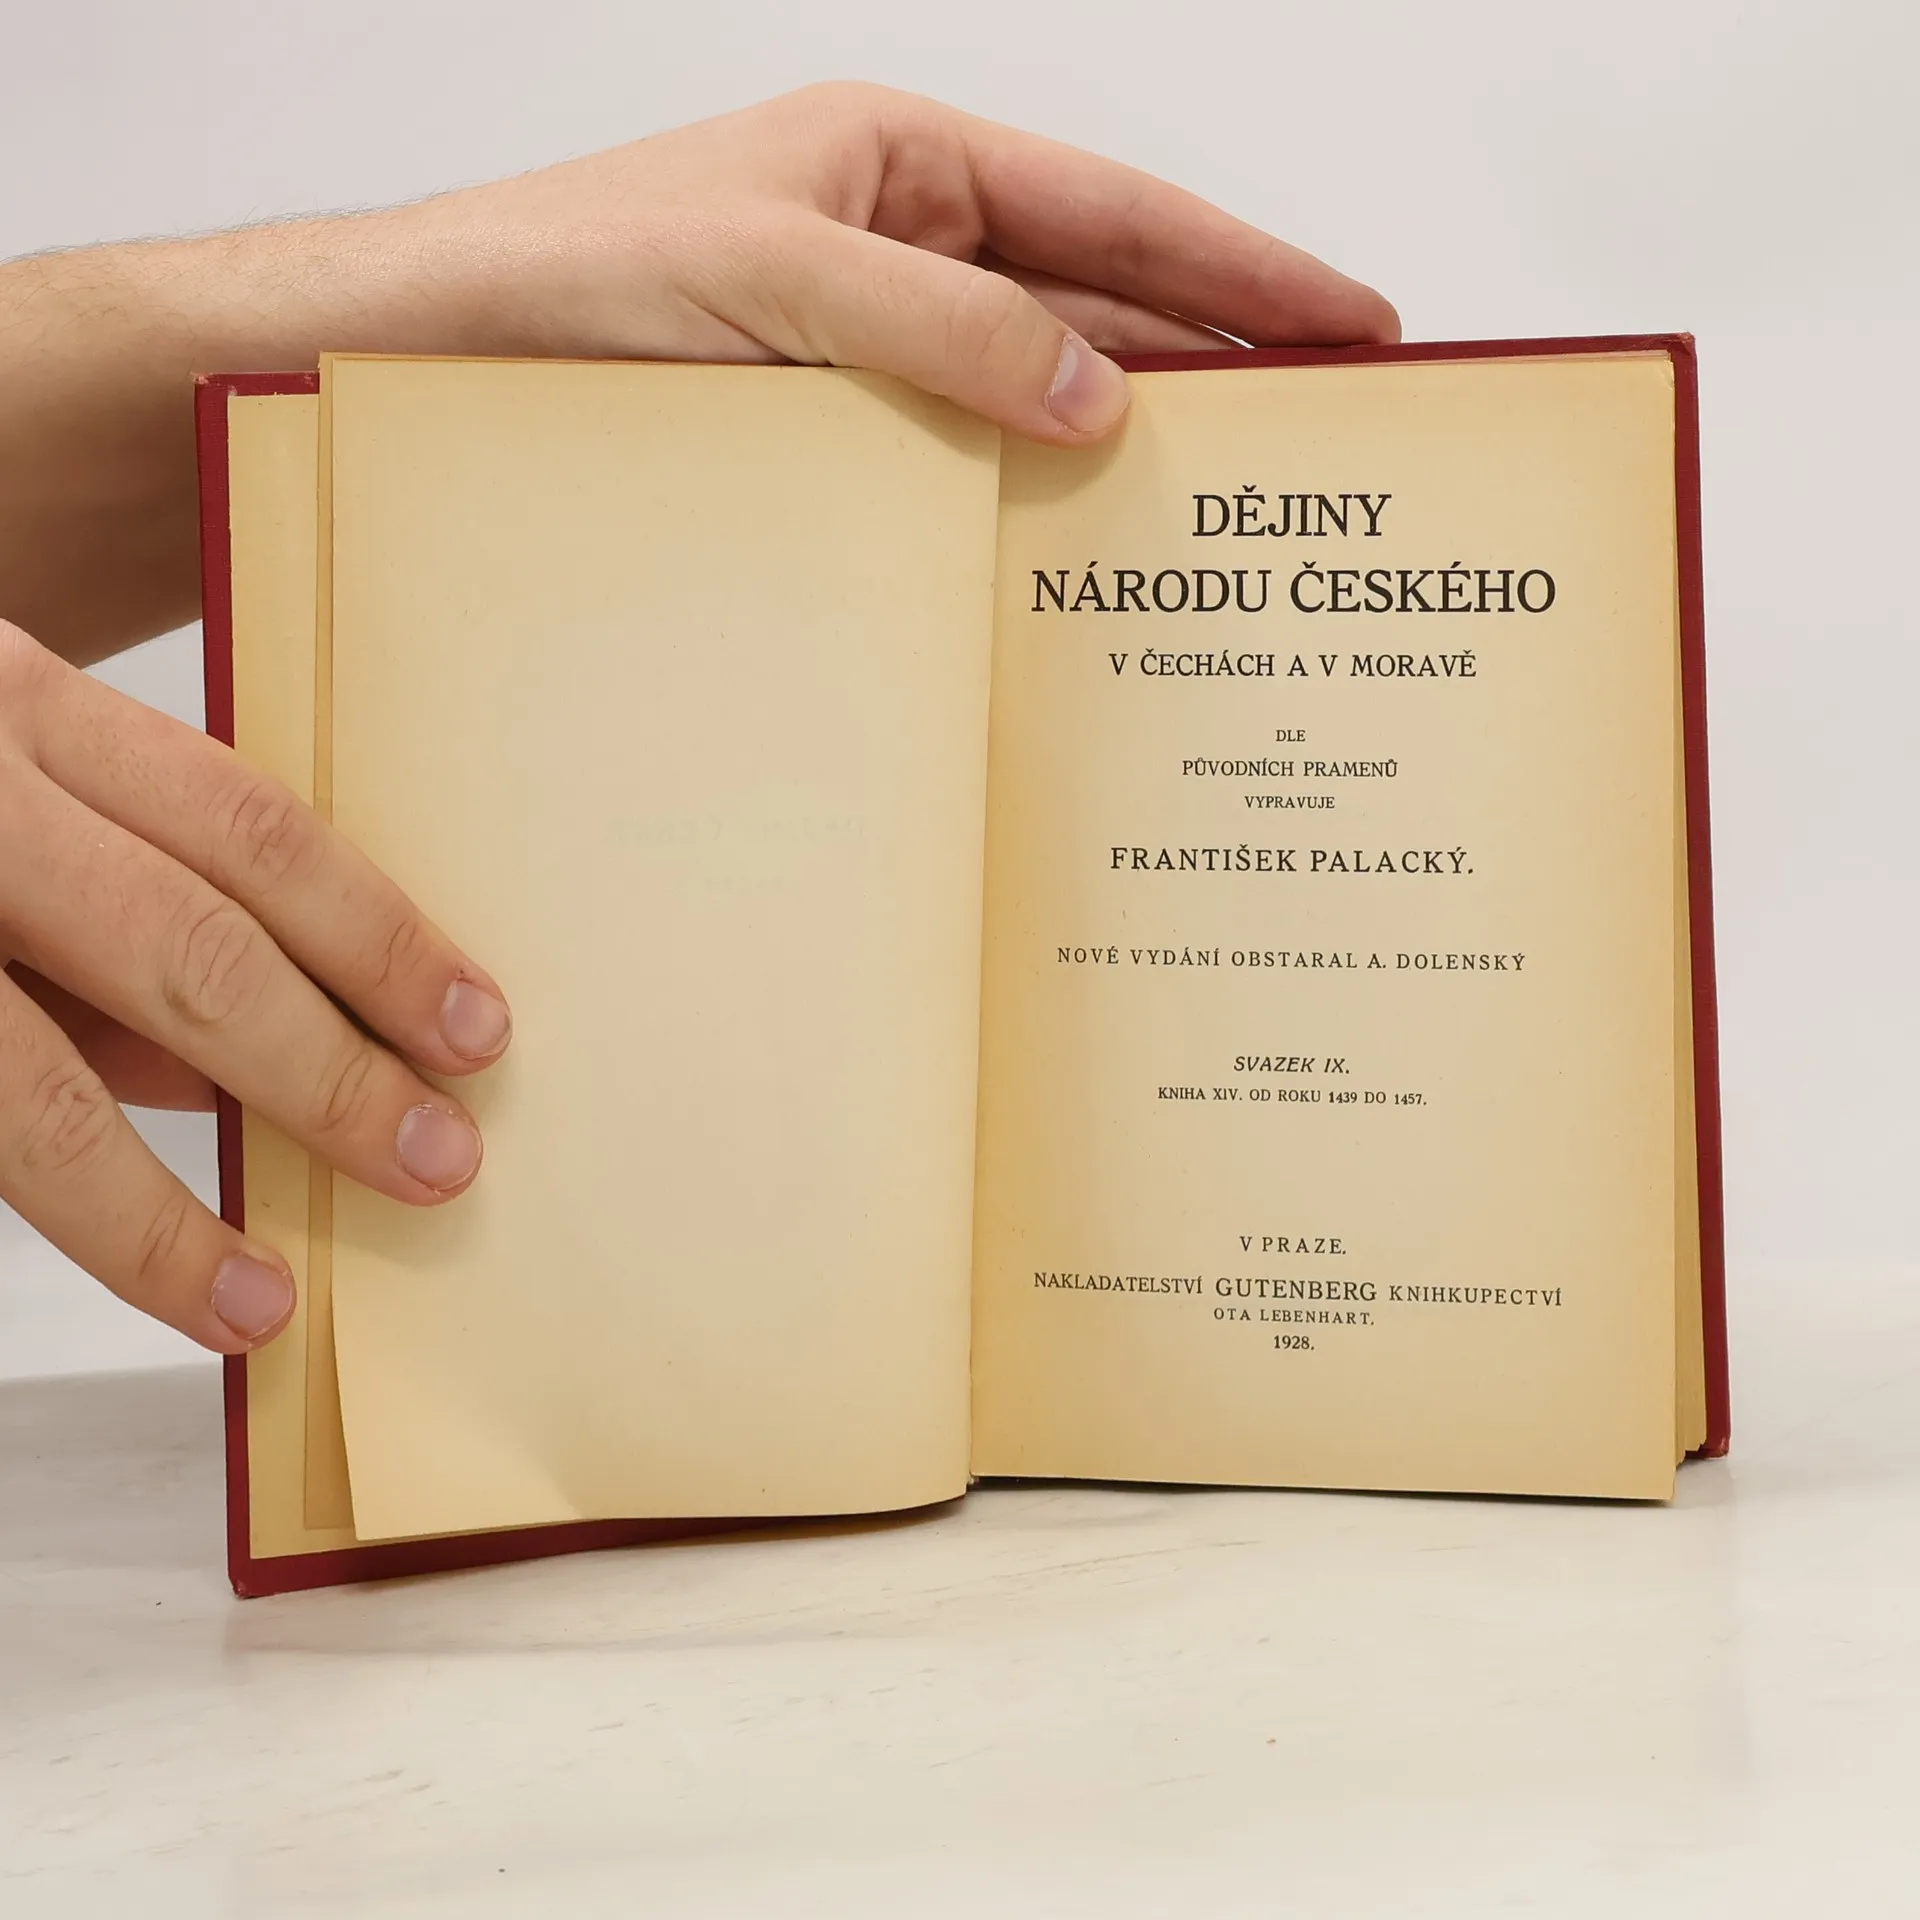 DĚJINY
NÁRODU ČESKÉHO
V ČECHÁCH A V MORAVĚ
DLE
PŮVODNÍCH PRAMENŮ
VYPRAVUJE
FRANTIŠEK PALACKÝ.
NOVÉ VYDÁNÍ OBSTARAL A. DOLENSKÝ
SVAZEK IX.
KNIHA XIV. OD ROKU 1439 DO 1457.
V PRAZE.
NAKLADATELSTVÍ GUTENBERG KNIHKUPECTVÍ
OTA LEBENHART.
1928.